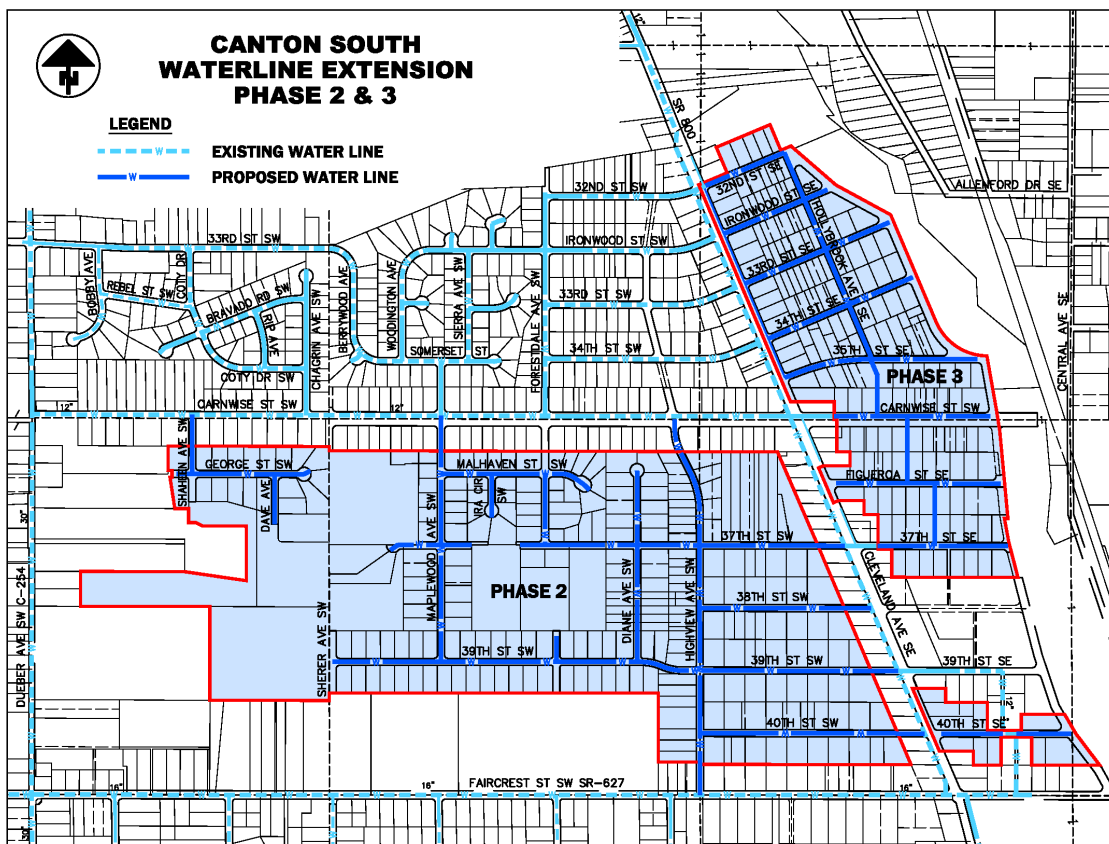 CANTON SOUTH
WATERLINE EXTENSION
PHASE 2 & 3
N
LEGEND
W W EXISTING WATER LINE
W PROPOSED WATER LINE
12"
SR 800
ALLENFORD DR SE
32ND ST SW
32ND ST SE
IRONWOOD ST SE
HOLLYBROOK AVE SE
33RD ST SW
IRONWOOD ST SW
BOBBY AVE
COTY DR
REBEL ST SW
BRAVADO RD SW
RIP AVE
CHAGRIN AVE SW
BERRYWOOD AVE
WOODINGTON AVE
SIERRA AVE SW
FORESTDALE AVE SW
33RD ST SW
34TH ST SE
CENTRAL AVE SE
SOMERSET ST
34TH ST SW
35TH ST SE
COTY DR SW
PHASE 3
CARNWISE ST SW
12"
12"
CARNWISE ST SW
SHAHEEN AVE SW
GEORGE ST SW
DAVE AVE
MALHAVEN ST SW
IRA CIR SW
FIGUEROA ST SE
30"
DUEBER AVE SW C-254
MAPLEWOOD AVE SW
37TH ST SW
37TH ST SE
PHASE 2
DIANE AVE SW
HIGHVIEW AVE SW
38TH ST SW
CLEVELAND AVE SE
SHERER AVE SW
39TH ST SW
39TH ST SW
39TH ST SE
12"
40TH ST SW
40TH ST SE
16"
16"
FAIRCREST ST SW SR-627
16"
30"